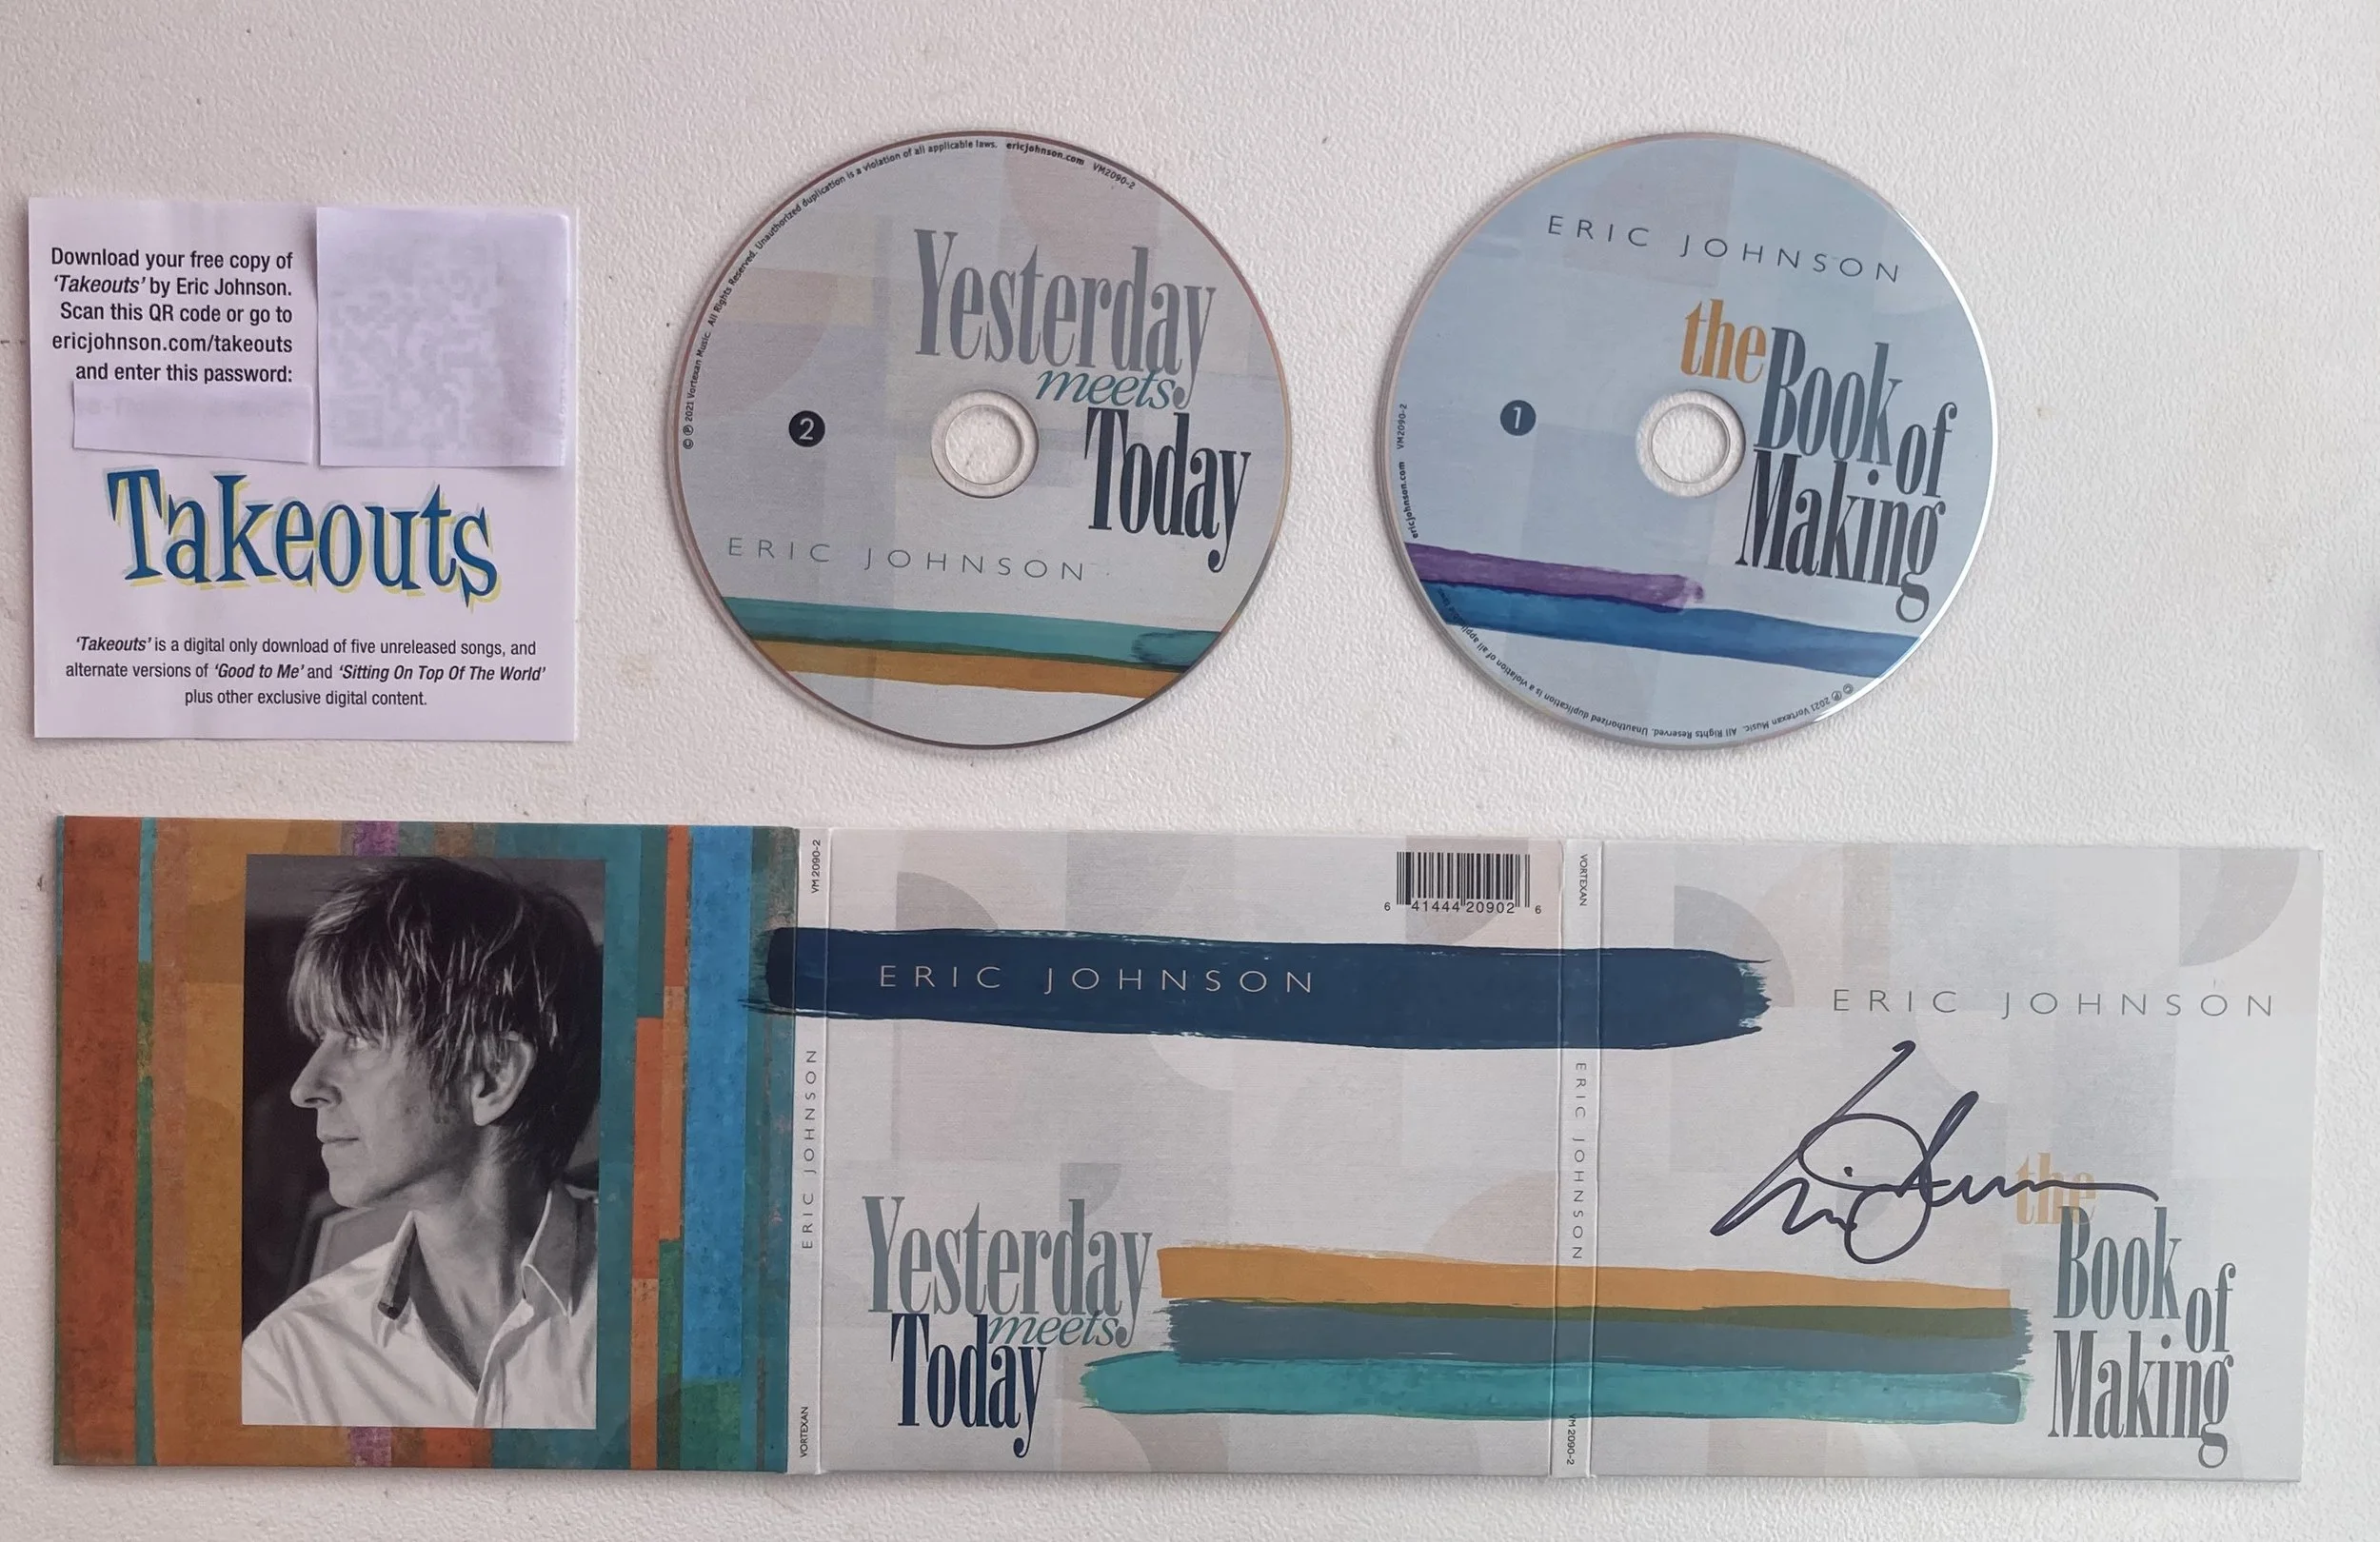 Download your free copy of
‘Takeouts’ by Eric Johnson.
Scan this QR code or go to
ericjohnson.com/takeouts
and enter this password:
Takeouts
‘Takeouts’ is a digital only download of five unreleased songs, and
alternate versions of ‘Good to Me’ and ‘Sitting On Top Of The World’
plus other exclusive digital content.
© ℗ 2021 Vortexan Music. All Rights Reserved. Unauthorized duplication is a violation of all applicable laws. ericjohnson.com VM2090-2
Yesterday
meets
Today
2
ERIC JOHNSON
ERIC JOHNSON
the
Book of
Making
1
© ℗ 2021 Vortexan Music. All Rights Reserved. Unauthorized duplication is a violation of all
ericjohnson.com VM2090-2
VM 2090-2
ERIC JOHNSON
VORTEXAN
6 41444 20902 6
ERIC JOHNSON
Yesterday
meets
Today
VORTEXAN
ERIC JOHNSON
VM 2090-2
ERIC JOHNSON
the
Book of
Making